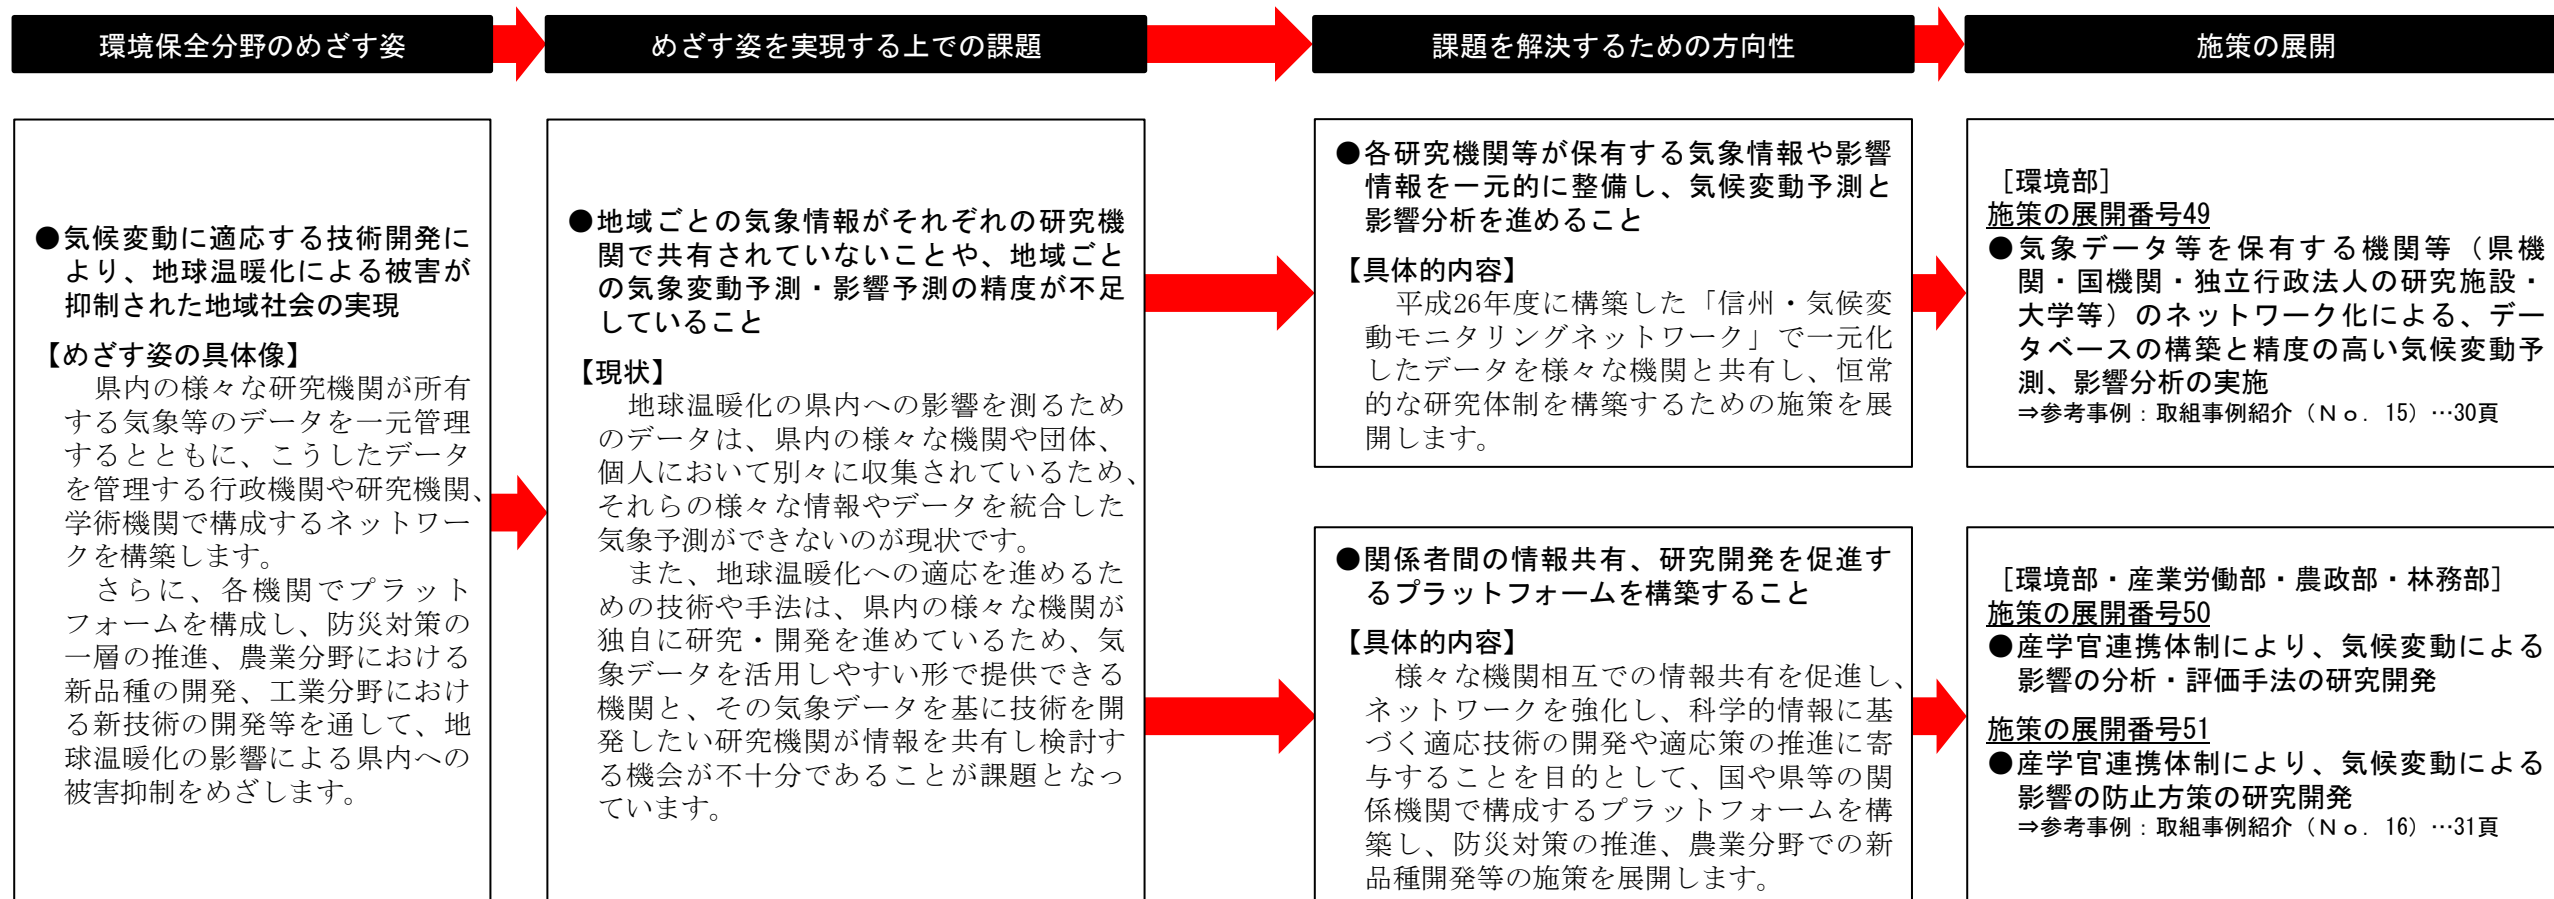 環境保全分野のめざす姿
めざす姿を実現する上での課題
課題を解決するための方向性
施策の展開
●気候変動に適応する技術開発に
より、地球温暖化による被害が
抑制された地域社会の実現
【めざす姿の具体像】
県内の様々な研究機関が所有
する気象等のデータを一元管理
するとともに、こうしたデータ
を管理する行政機関や研究機関、
学術機関で構成するネットワー
クを構築します。
さらに、各機関でプラット
フォームを構成し、防災対策の
一層の推進、農業分野における
新品種の開発、工業分野におけ
る新技術の開発等を通して、地
球温暖化の影響による県内への
被害抑制をめざします。
●地域ごとの気象情報がそれぞれの研究機
関で共有されていないことや、地域ごと
の気象変動予測・影響予測の精度が不足
していること
【現状】
地球温暖化の県内への影響を測るため
のデータは、県内の様々な機関や団体、
個人において別々に収集されているため、
それらの様々な情報やデータを統合した
気象予測ができないのが現状です。
また、地球温暖化への適応を進めるた
めの技術や手法は、県内の様々な機関が
独自に研究・開発を進めているため、気
象データを活用しやすい形で提供できる
機関と、その気象データを基に技術を開
発したい研究機関が情報を共有し検討す
る機会が不十分であることが課題となっ
ています。
●各研究機関等が保有する気象情報や影響
情報を一元的に整備し、気候変動予測と
影響分析を進めること
【具体的内容】
平成26年度に構築した「信州・気候変
動モニタリングネットワーク」で一元化
したデータを様々な機関と共有し、恒常
的な研究体制を構築するための施策を展
開します。
●関係者間の情報共有、研究開発を促進す
るプラットフォームを構築すること
【具体的内容】
様々な機関相互での情報共有を促進し、
ネットワークを強化し、科学的情報に基
づく適応技術の開発や適応策の推進に寄
与することを目的として、国や県等の関
係機関で構成するプラットフォームを構
築し、防災対策の推進、農業分野での新
品種開発等の施策を展開します。
［環境部］
施策の展開番号49
●気象データ等を保有する機関等（県機
関・国機関・独立行政法人の研究施設・
大学等）のネットワーク化による、デー
タベースの構築と精度の高い気候変動予
測、影響分析の実施
⇒参考事例：取組事例紹介（Ｎｏ．15）…30頁
［環境部・産業労働部・農政部・林務部］
施策の展開番号50
●産学官連携体制により、気候変動による
影響の分析・評価手法の研究開発
施策の展開番号51
●産学官連携体制により、気候変動による
影響の防止方策の研究開発
⇒参考事例：取組事例紹介（Ｎｏ．16）…31頁